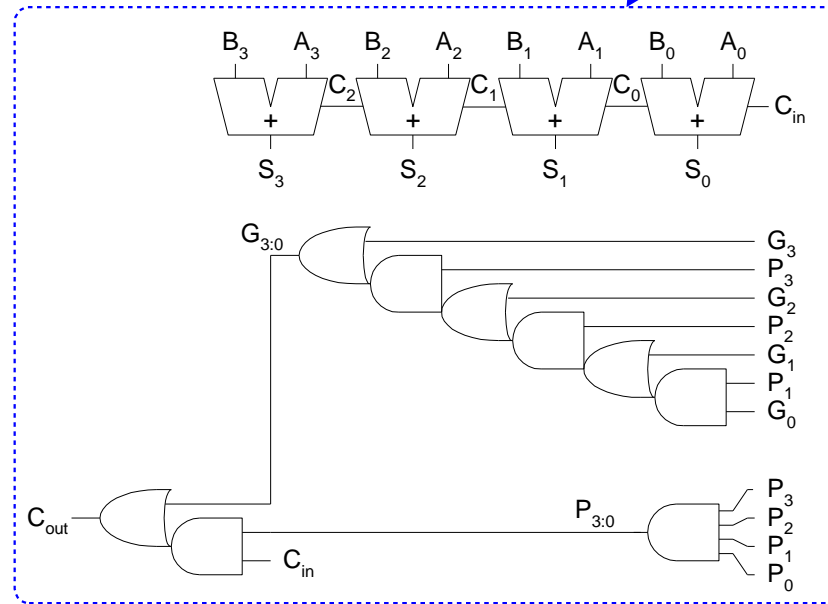 B3 A3 B2 A2 B1 A1 B0 A0
C2 C1 C0
+ + + + Cin
S3 S2 S1 S0
G3:0 G3
P3
G2
P2
G1
P1
G0
P3:0 P3
Cout P2
P1
Cin P0